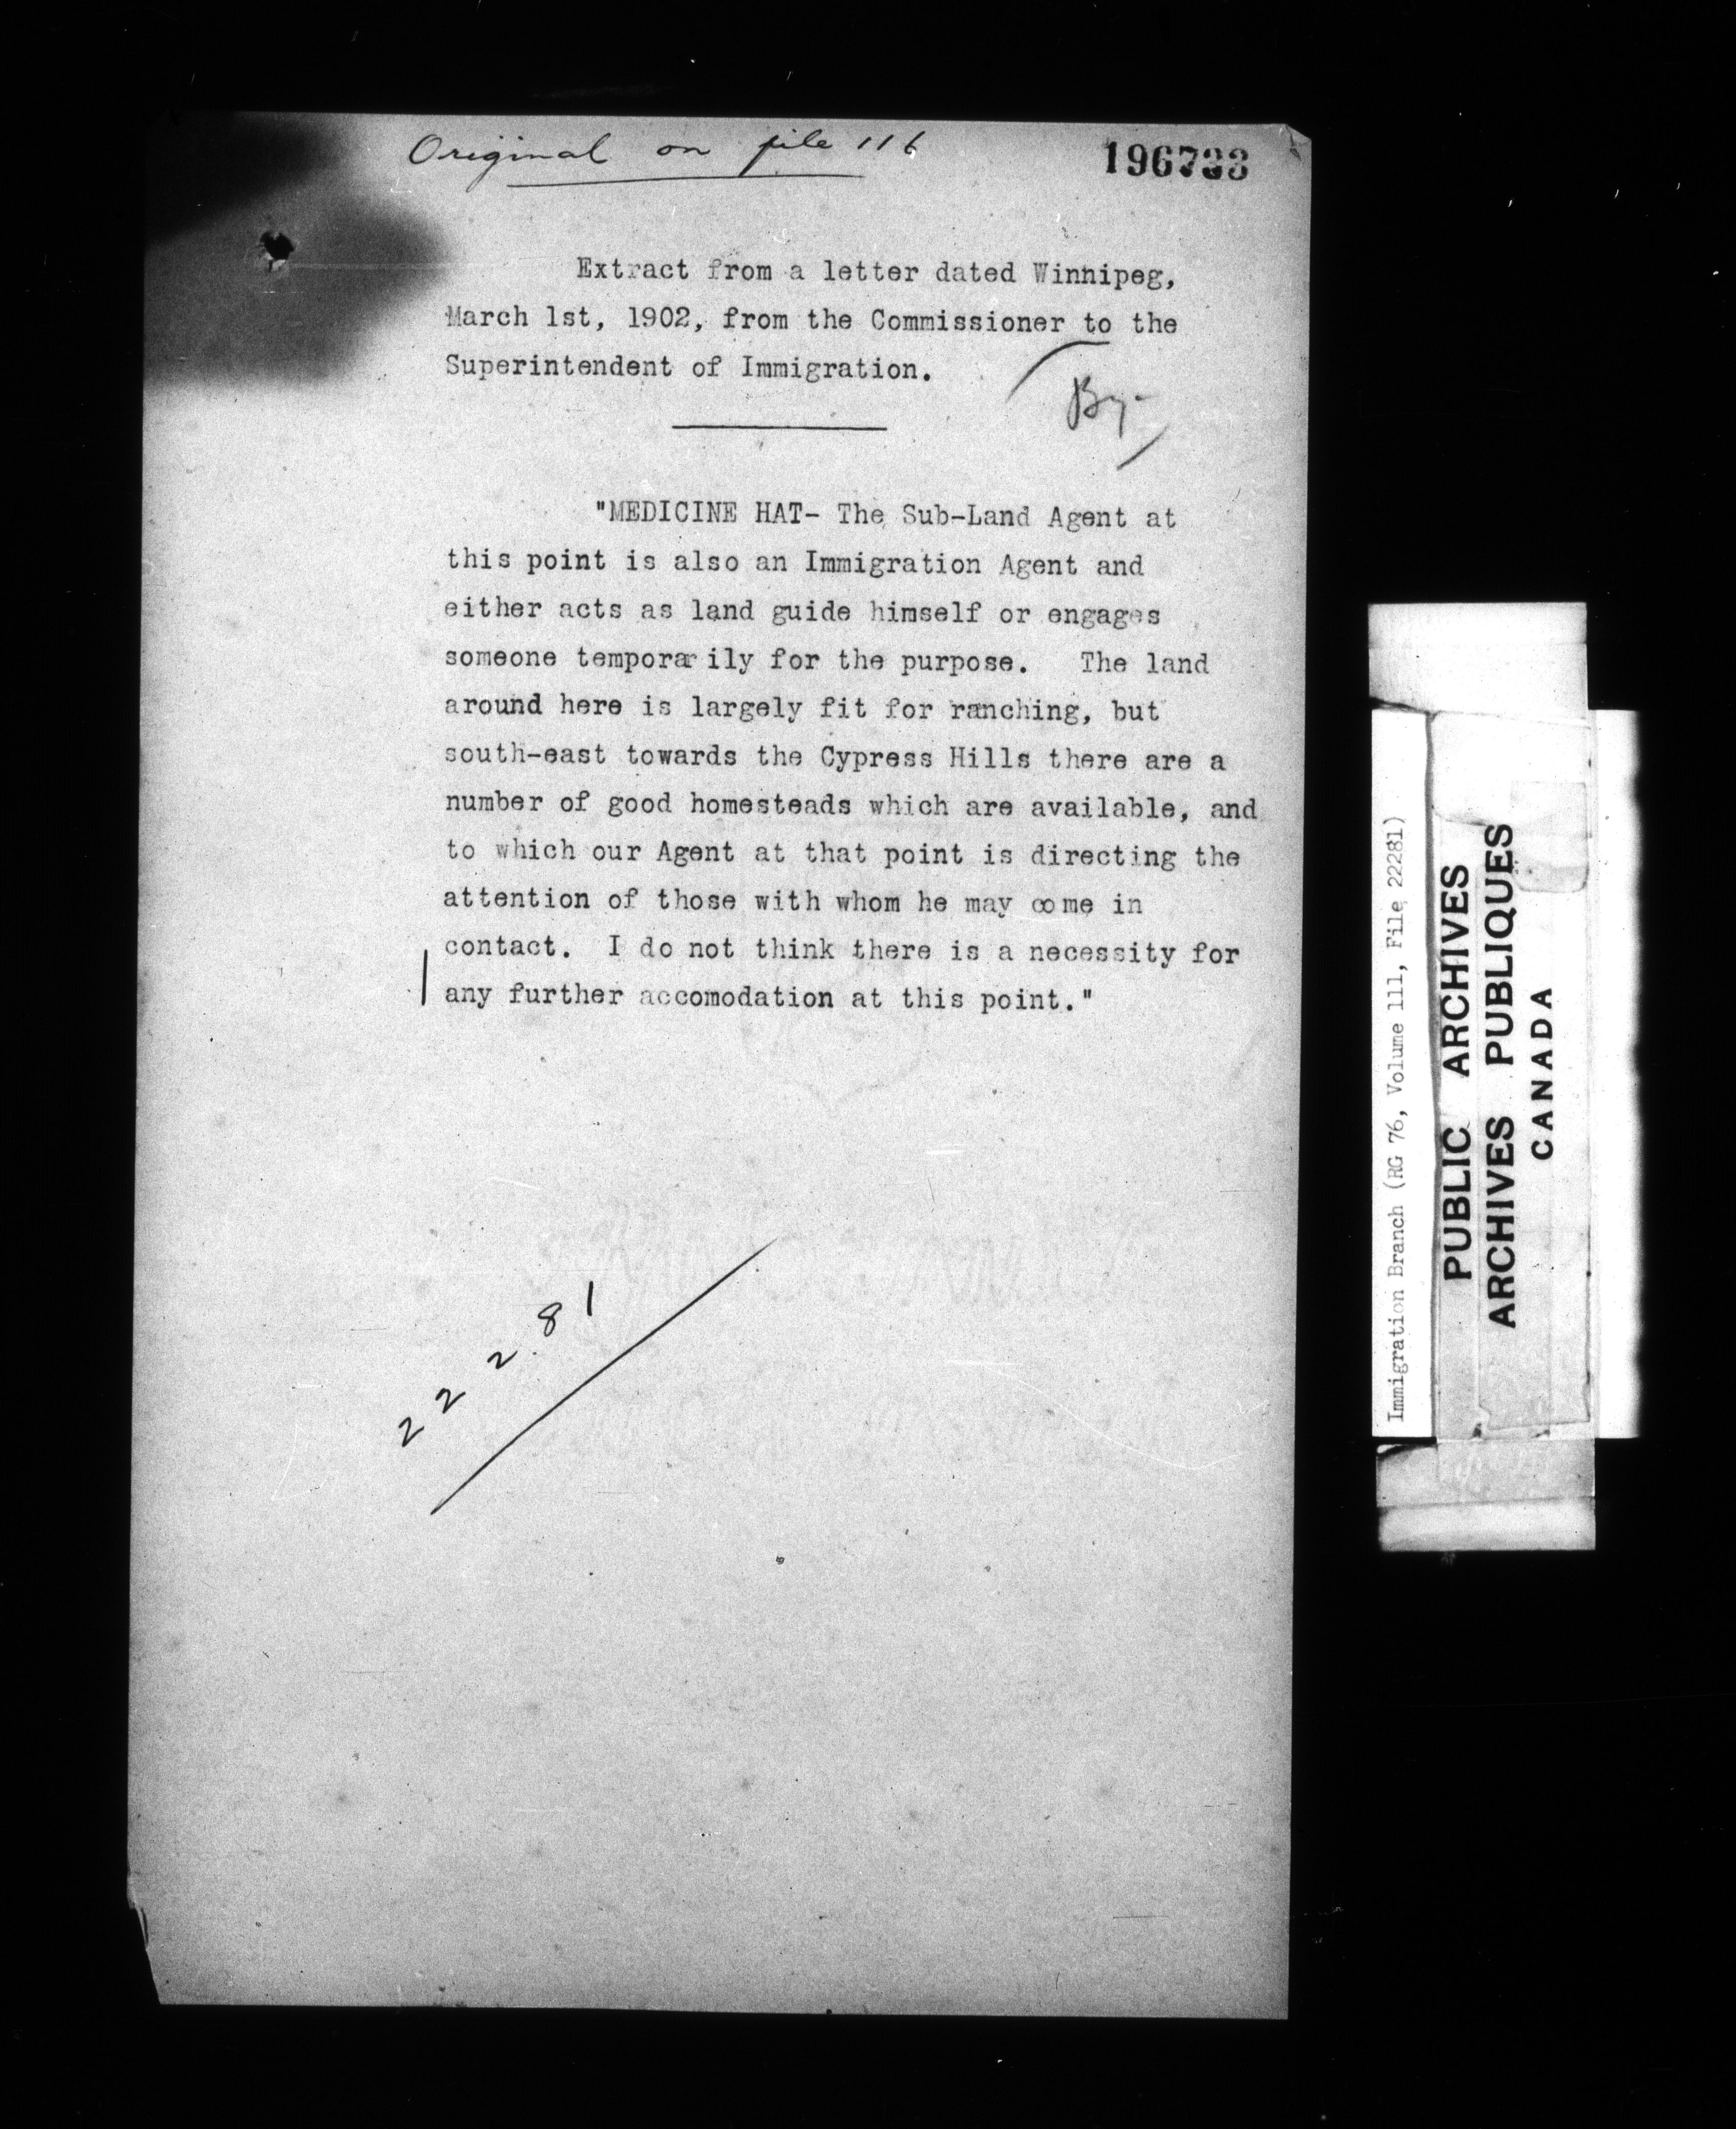 Original on file 116
Extract from a letter dated Winnipeg,
March 1st, 1902, from the Commissioner to the
Superintendent of Immigration.
"MEDICINE HAT- The Sub-Land Agent at
this point is also an Immigration Agent and
either acts as land guide himself or engages
someone temporarily for the purpose. The land
around here is largely fit for ranching, but
south-east towards the Cypress Hills there are a
number of good homesteads which are available, and
to which our Agent at that point is directing the
attention of those with whom he may come in
contact. I do not think there is a necessity for
any further accomodation at this point."
22281
Immigration Branch (RG 76, Volume 111, File 22281)
PUBLIC ARCHIVES
ARCHIVES PUBLIQUES
CANADA